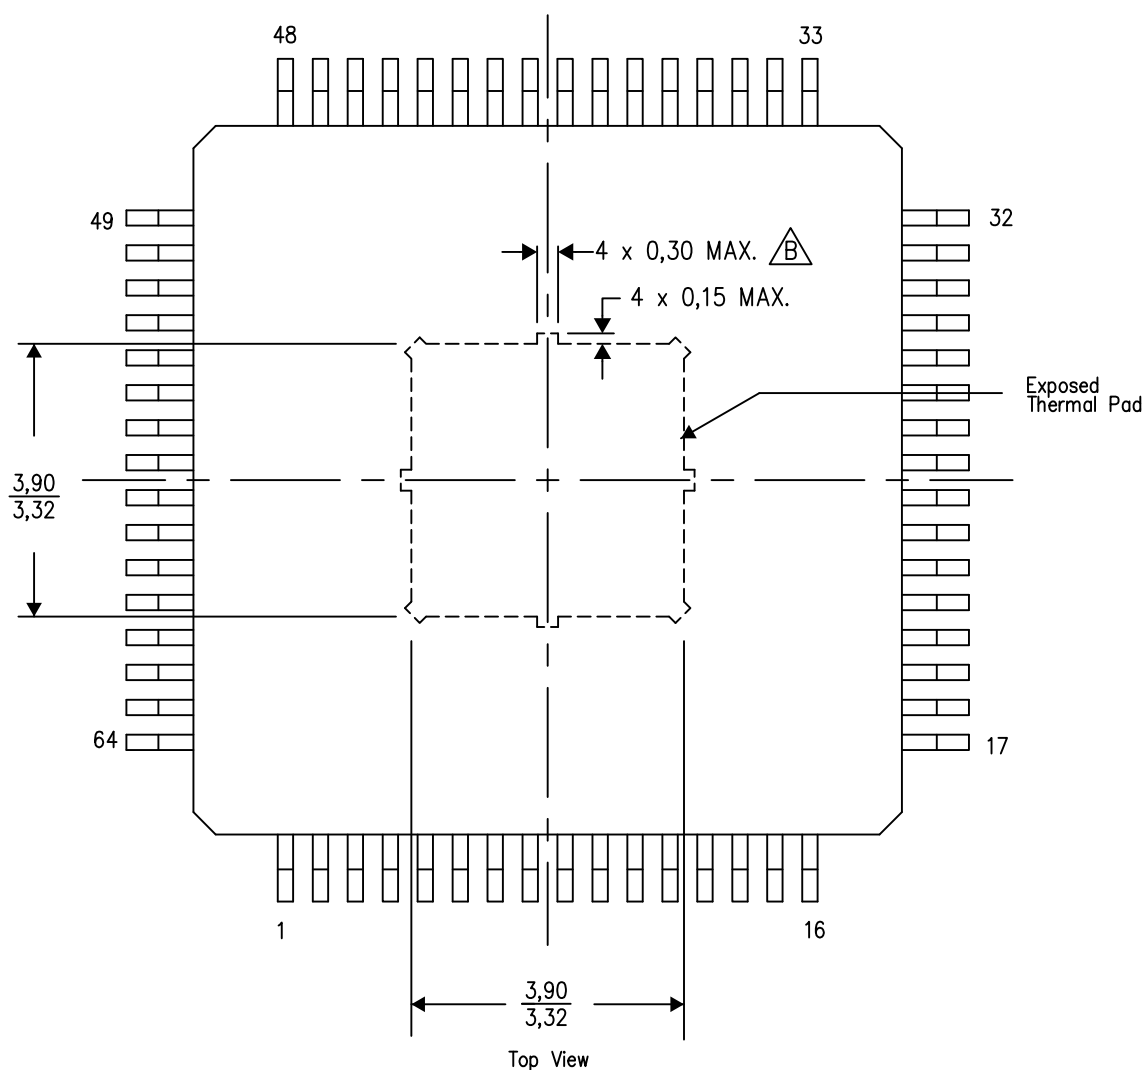 48
33
49
32
4 x 0,30 MAX. B
4 x 0,15 MAX.
Exposed
Thermal Pad
3,90
3,32
64
17
1
16
3,90
3,32
Top View